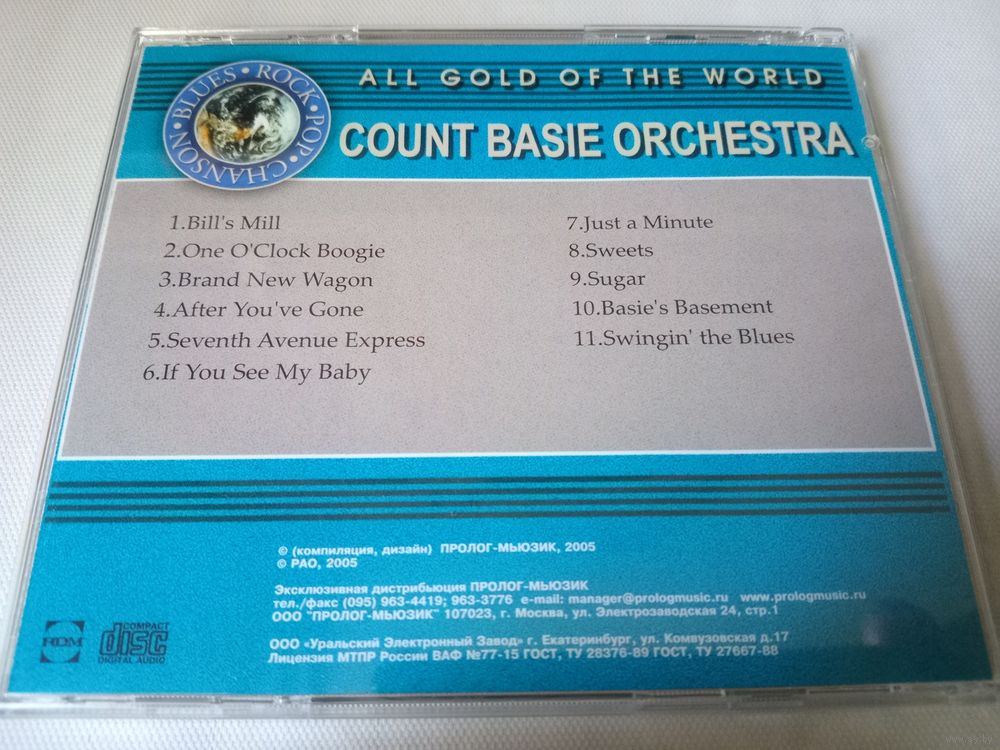 ALL GOLD OF THE WORLD
BLUES • ROCK • POP • CHANSON •
COUNT BASIE ORCHESTRA
1.Bill's Mill
2.One O'Clock Boogie
3.Brand New Wagon
4.After You've Gone
5.Seventh Avenue Express
6.If You See My Baby
7.Just a Minute
8.Sweets
9.Sugar
10.Basie's Basement
11.Swingin' the Blues
© (компиляция, дизайн) ПРОЛОГ-МЬЮЗИК, 2005
© РАО, 2005
Эксклюзивная дистрибьюция ПРОЛОГ-МЬЮЗИК
тел./факс (095) 963-4419; 963-3776 e-mail: manager@prologmusic.ru www.prologmusic.ru
ООО "ПРОЛОГ-МЬЮЗИК" 107023, г. Москва, ул. Электрозаводская 24, стр.1
ООО «Уральский Электронный Завод» г. Екатеринбург, ул. Комвузовская д.17
Лицензия МТПР России ВАФ №77-15 ГОСТ, ТУ 28376-89 ГОСТ, ТУ 27667-88
COMPACT
disc
DIGITAL AUDIO